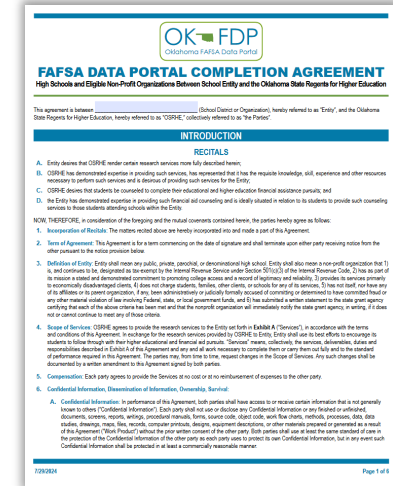 OK FDP
Oklahoma FAFSA Data Portal
FAFSA DATA PORTAL COMPLETION AGREEMENT
High Schools and Eligible Non-Profit Organizations Between School Entity and the Oklahoma State Regents for Higher Education
This agreement is between (School District or Organization), hereby referred to as "Entity", and the Oklahoma
State Regents for Higher Education, hereby referred to as "OSRHE," collectively referred to as "the Parties".
INTRODUCTION
RECITALS
A. Entity desires that OSRHE render certain research services more fully described herein;
B. OSRHE has demonstrated expertise in providing such services, has represented that it has the requisite knowledge, skill, experience and other resources
necessary to perform such services and is desirous of providing such services for the Entity;
C. OSRHE desires that students be counseled to complete their educational and higher education financial assistance pursuits; and
D. the Entity has demonstrated expertise in providing such financial aid counseling and is ideally situated in relation to its students to provide such counseling
services to those students attending schools within the Entity.
NOW, THEREFORE, in consideration of the foregoing and the mutual covenants contained herein, the parties hereby agree as follows:
1. Incorporation of Recitals: The matters recited above are hereby incorporated into and made a part of this Agreement.
2. Term of Agreement: This Agreement is for a term commencing on the date of signature and shall terminate upon either party receiving notice from the
other pursuant to the notice provision below.
3. Definition of Entity: Entity shall mean any public, private, parochial, or denominational high school. Entity shall also mean a non-profit organization that 1)
is, and continues to be, designated as tax-exempt by the Internal Revenue Service under Section 501(c)(3) of the Internal Revenue Code, 2) has as part of
its mission a stated and demonstrated commitment to promoting college access and a record of legitimacy and reliability, 3) provides its services primarily
to economically disadvantaged clients, 4) does not charge students, families, other clients, or schools for any of its services, 5) has not itself, nor have any
of its affiliates or its parent organization, if any, been administratively or judicially formally accused of committing or determined to have committed fraud or
any other material violation of law involving Federal, state, or local government funds, and 6) has submitted a written statement to the state grant agency
certifying that each of the above criteria has been met and that the nonprofit organization will immediately notify the state grant agency, in writing, if it does
not or cannot continue to meet any of those criteria.
4. Scope of Services: OSRHE agrees to provide the research services to the Entity set forth in Exhibit A ("Services"), in accordance with the terms
and conditions of this Agreement. In exchange for the research services provided by OSRHE to Entity, Entity shall use its best efforts to encourage its
students to follow through with their higher educational and financial aid pursuits. "Services" means, collectively, the services, deliverables, duties and
responsibilities described in Exhibit A of this Agreement and any and all work necessary to complete them or carry them out fully and to the standard
of performance required in this Agreement. The parties may, from time to time, request changes in the Scope of Services. Any such changes shall be
documented by a written amendment to this Agreement signed by both parties.
5. Compensation: Each party agrees to provide the Services at no cost or at no reimbursement of expenses to the other party.
6. Confidential Information, Dissemination of Information, Ownership, Survival:
A. Confidential Information: In performance of this Agreement, both parties shall have access to or receive certain information that is not generally
known to others ("Confidential Information"). Each party shall not use or disclose any Confidential Information or any finished or unfinished,
documents, screens, reports, writings, procedural manuals, forms, source code, object code, work flow charts, methods, processes, data, data
studies, drawings, maps, files, records, computer printouts, designs, equipment descriptions, or other materials prepared or generated as a result
of this Agreement ("Work Product") without the prior written consent of the other party. Both parties shall use at least the same standard of care in
the protection of the Confidential Information of the other party as each party uses to protect its own Confidential Information, but in any event such
Confidential Information shall be protected in at least a commercially reasonable manner.
7/29/2024 Page 1 of 6